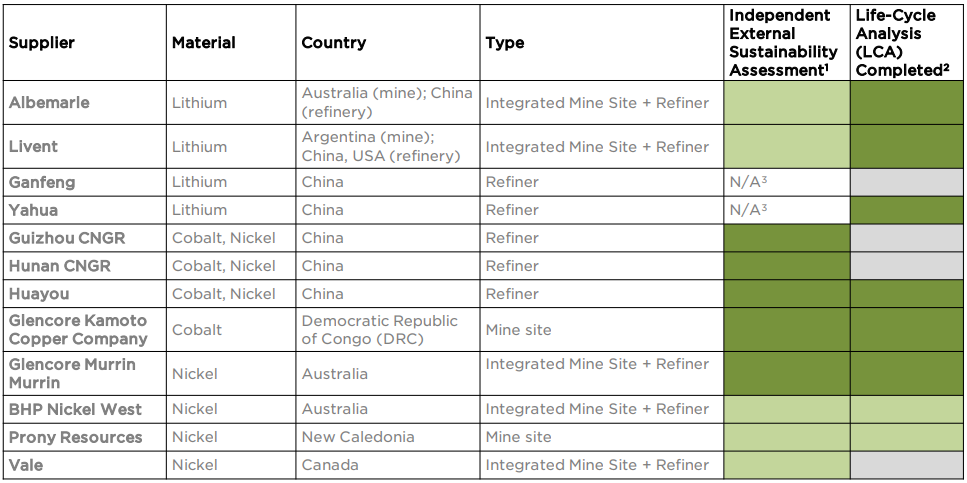 Supplier Material Country Type Independent External Sustainability Assessment¹ Life-Cycle Analysis (LCA) Completed²
Albemarle Lithium Australia (mine); China (refinery) Integrated Mine Site + Refiner
Livent Lithium Argentina (mine); China, USA (refinery) Integrated Mine Site + Refiner
Ganfeng Lithium China Refiner N/A³
Yahua Lithium China Refiner N/A³
Guizhou CNGR Cobalt, Nickel China Refiner
Hunan CNGR Cobalt, Nickel China Refiner
Huayou Cobalt, Nickel China Refiner
Glencore Kamoto Copper Company Cobalt Democratic Republic of Congo (DRC) Mine site
Glencore Murrin Murrin Nickel Australia Integrated Mine Site + Refiner
BHP Nickel West Nickel Australia Integrated Mine Site + Refiner
Prony Resources Nickel New Caledonia Mine site
Vale Nickel Canada Integrated Mine Site + Refiner